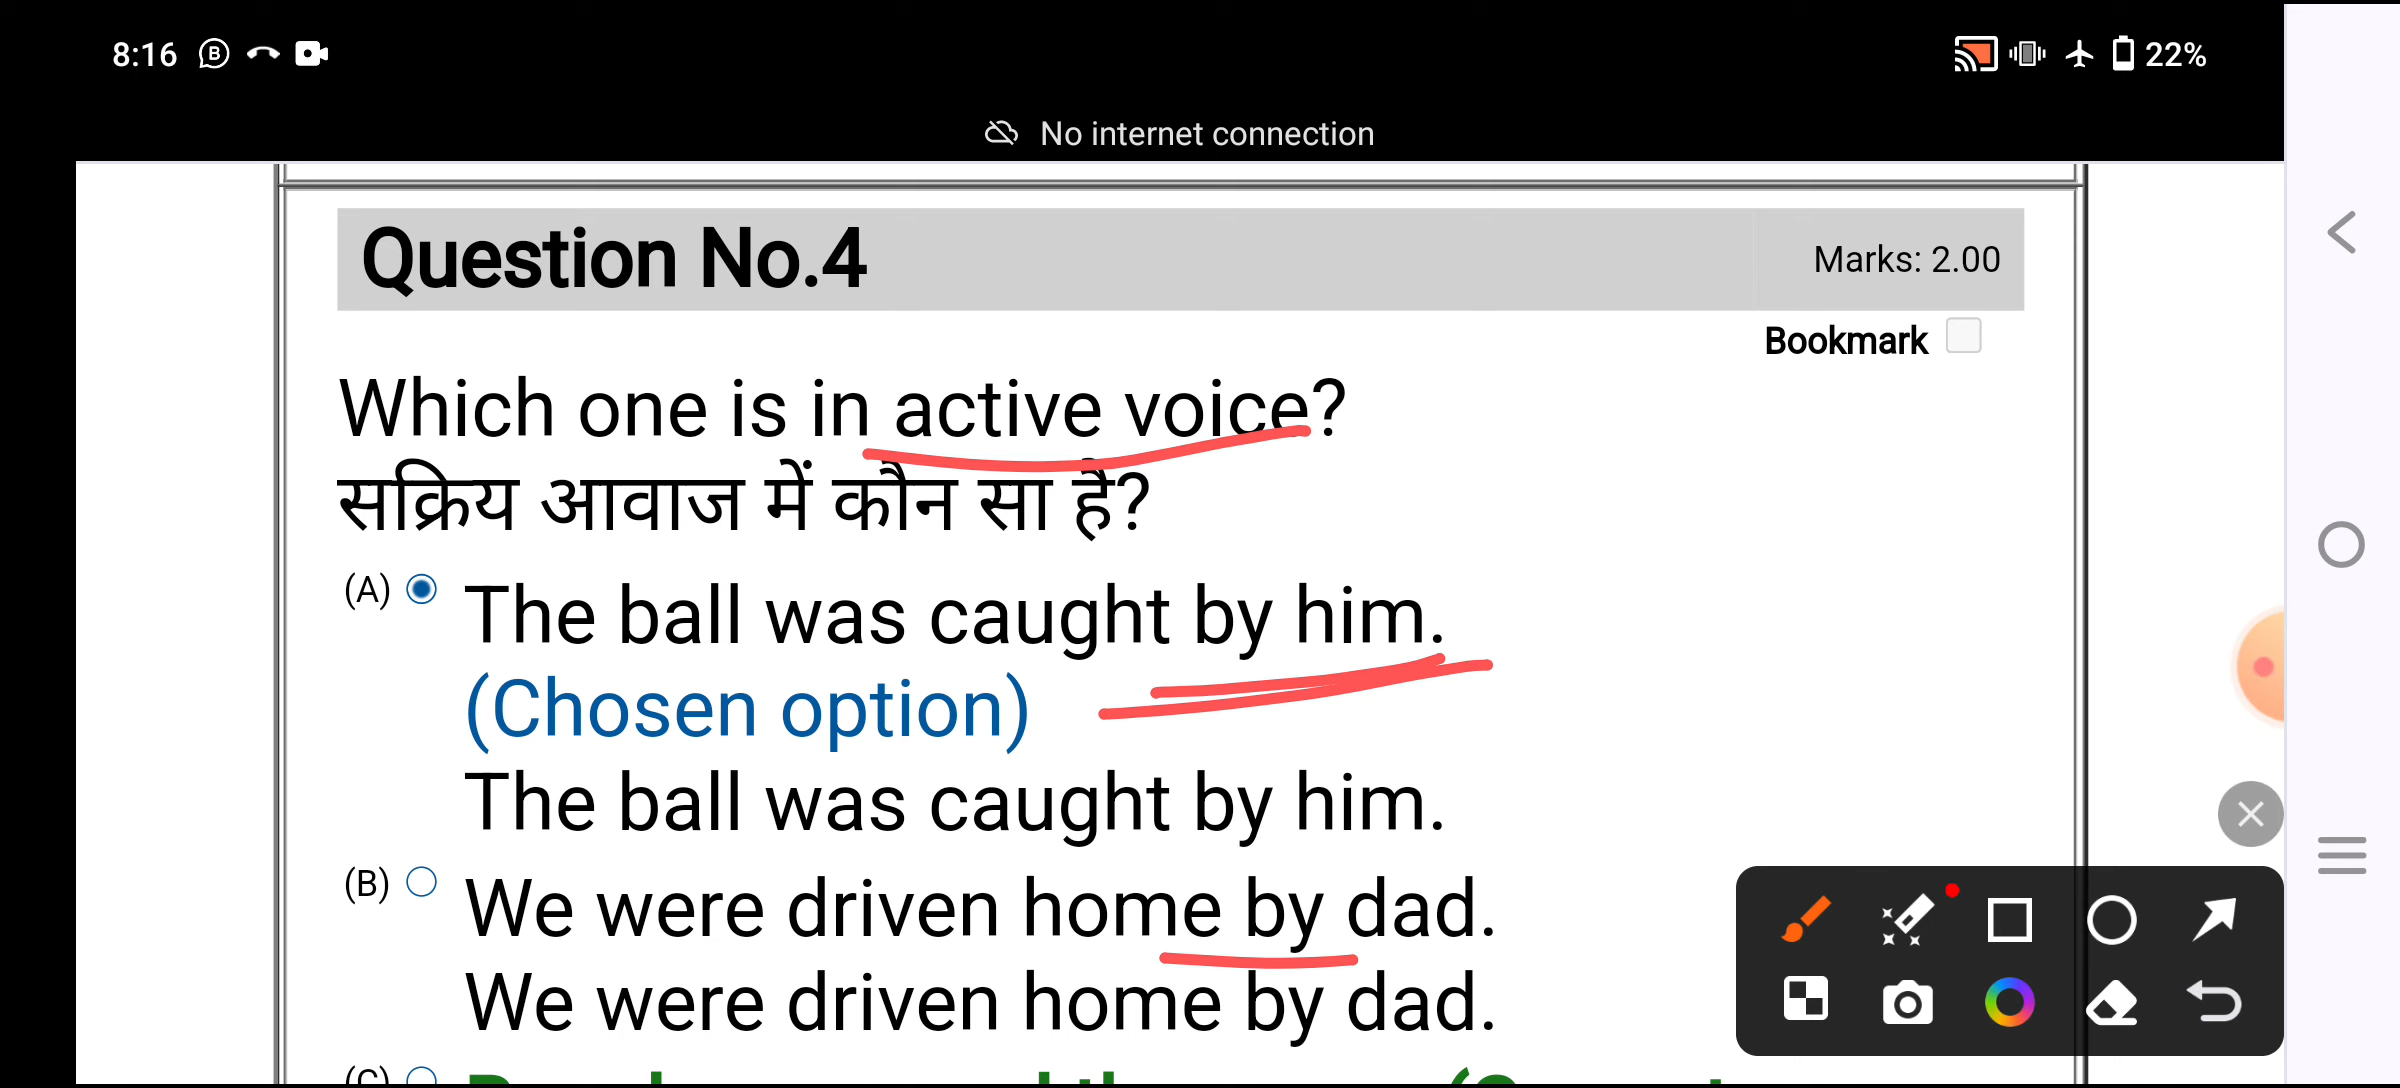 8:16
22%
No internet connection
Question No.4
Marks: 2.00
Bookmark
Which one is in active voice?
सक्रिय आवाज में कौन सा है?
(A) The ball was caught by him.
(Chosen option)
The ball was caught by him.
(B) We were driven home by dad.
We were driven home by dad.
(C)